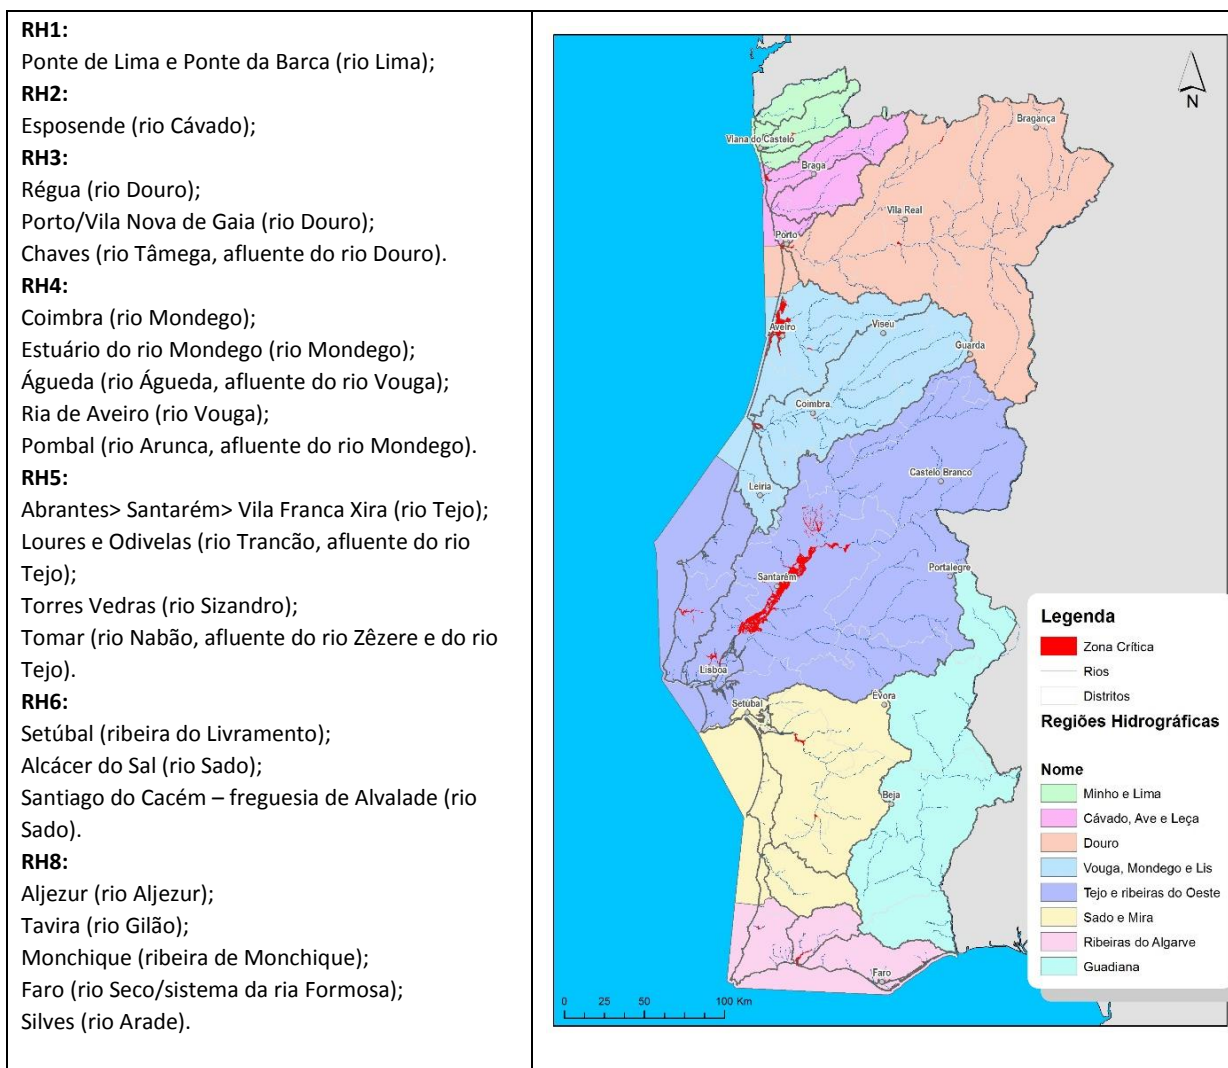 RH1:
Ponte de Lima e Ponte da Barca (rio Lima);
RH2:
Esposende (rio Cávado);
RH3:
Régua (rio Douro);
Porto/Vila Nova de Gaia (rio Douro);
Chaves (rio Tâmega, afluente do rio Douro).
RH4:
Coimbra (rio Mondego);
Estuário do rio Mondego (rio Mondego);
Águeda (rio Águeda, afluente do rio Vouga);
Ria de Aveiro (rio Vouga);
Pombal (rio Arunca, afluente do rio Mondego).
RH5:
Abrantes> Santarém> Vila Franca Xira (rio Tejo);
Loures e Odivelas (rio Trancão, afluente do rio
Tejo);
Torres Vedras (rio Sizandro);
Tomar (rio Nabão, afluente do rio Zêzere e do rio
Tejo).
RH6:
Setúbal (ribeira do Livramento);
Alcácer do Sal (rio Sado);
Santiago do Cacém – freguesia de Alvalade (rio
Sado).
RH8:
Aljezur (rio Aljezur);
Tavira (rio Gilão);
Monchique (ribeira de Monchique);
Faro (rio Seco/sistema da ria Formosa);
Silves (rio Arade).
N
Bragança
Viana do Castelo
Braga
Vila Real
Porto
Aveiro
Viseu
Guarda
Coimbra
Castelo Branco
Leiria
Portalegre
Santarém
Lisboa
Setúbal
Évora
Beja
Faro
0 25 50 100 Km
Legenda
Zona Crítica
Rios
Distritos
Regiões Hidrográficas
Nome
Minho e Lima
Cávado, Ave e Leça
Douro
Vouga, Mondego e Lis
Tejo e ribeiras do Oeste
Sado e Mira
Ribeiras do Algarve
Guadiana